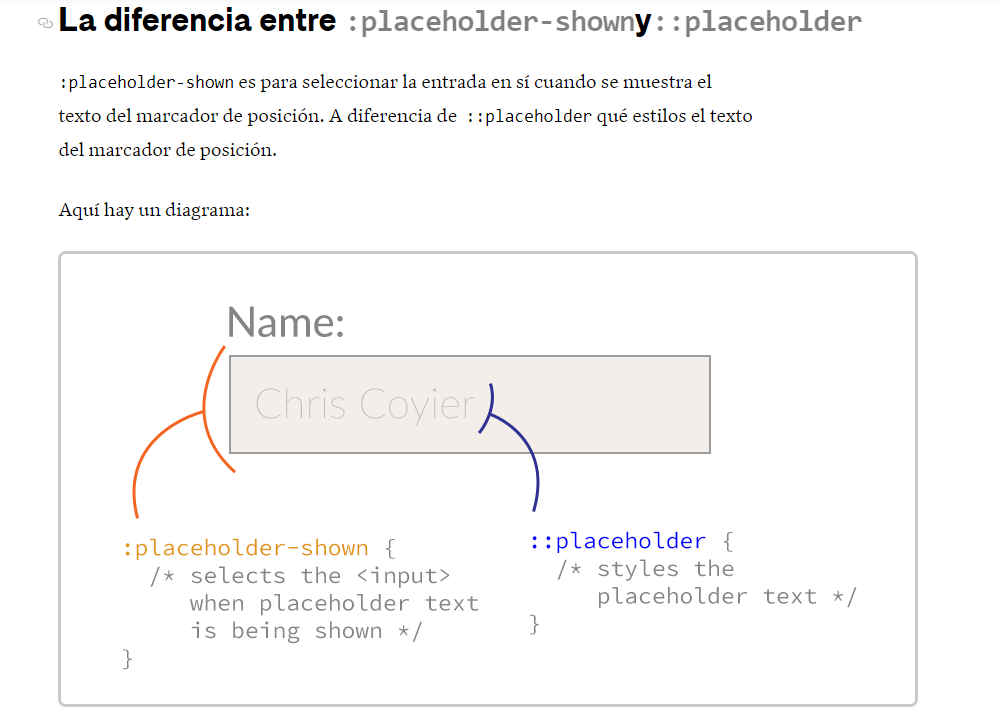 La diferencia entre :placeholder-showny::placeholder
:placeholder-shown es para seleccionar la entrada en sí cuando se muestra el
texto del marcador de posición. A diferencia de ::placeholder qué estilos el texto
del marcador de posición.
Aquí hay un diagrama:
Name:
Chris Coyier
:placeholder-shown {
/* selects the <input>
when placeholder text
is being shown */
}
::placeholder {
/* styles the
placeholder text */
}